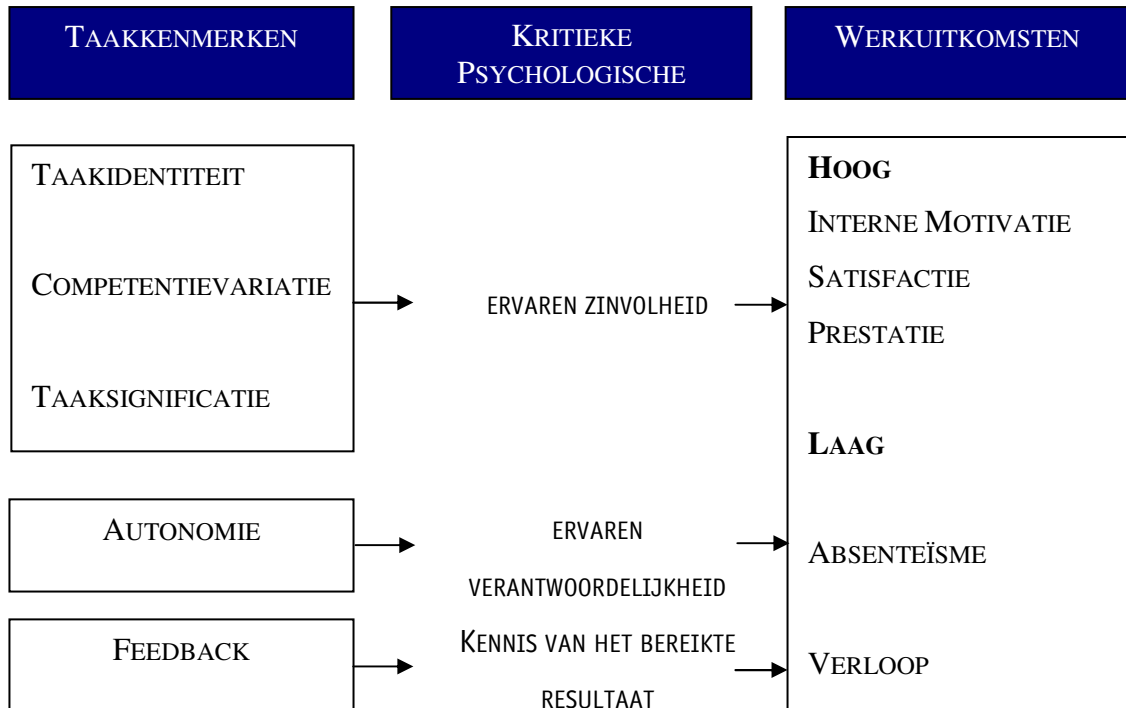 TAAKKENMERKEN
KRITIEKE
PSYCHOLOGISCHE
WERKUITKOMSTEN
TAAKIDENTITEIT
COMPETENTIEVARIATIE
TAAKSIGNIFICATIE
ERVAREN ZINVOLHEID
HOOG
INTERNE MOTIVATIE
SATISFACTIE
PRESTATIE
LAAG
AUTONOMIE
ERVAREN
VERANTWOORDELIJKHEID
ABSENTEÏSME
FEEDBACK
KENNIS VAN HET BEREIKTE
RESULTAAT
VERLOOP